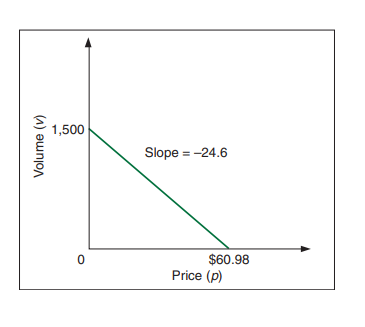 Volume (v)
1,500
Slope = –24.6
0
$60.98
Price (p)